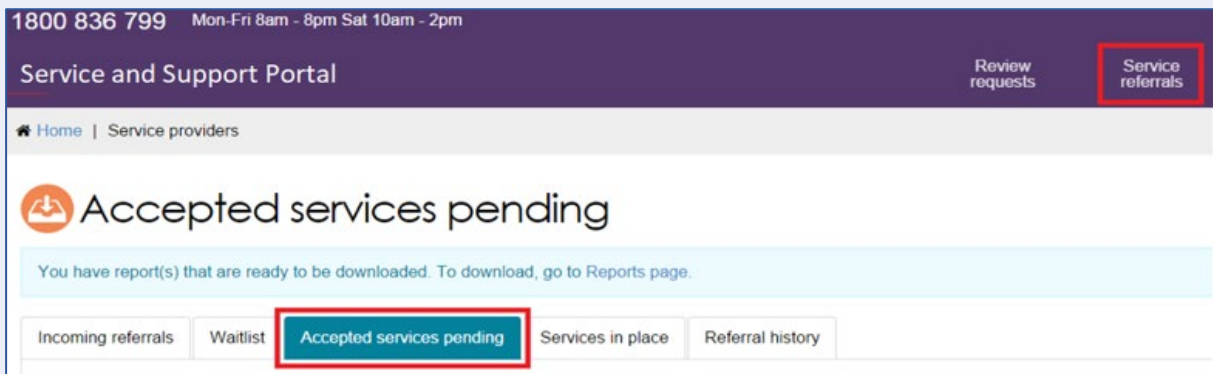 1800 836 799 Mon-Fri 8am - 8pm Sat 10am - 2pm
Service and Support Portal
Review
requests
Service
referrals
Home | Service providers
Accepted services pending
You have report(s) that are ready to be downloaded. To download, go to Reports page.
Incoming referrals Waitlist Accepted services pending Services in place Referral history